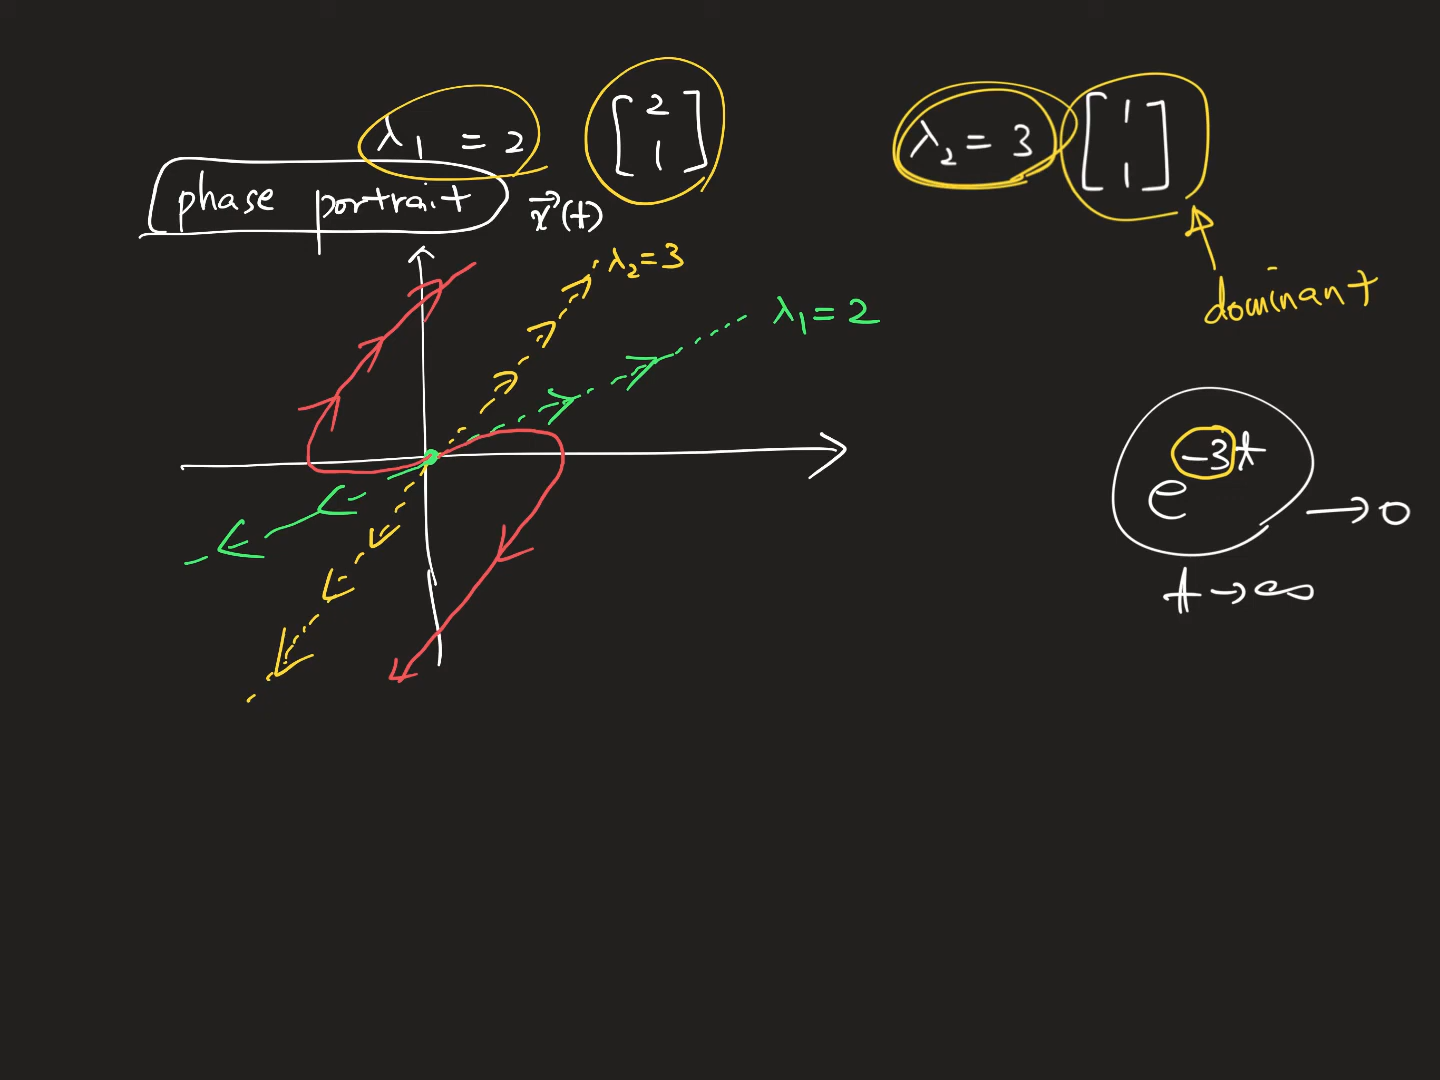 λ₁ = 2 [2 1] λ₂ = 3 [1 1]
phase portrait x⃗(t)
λ₂=3
λ₁=2
dominant
e^{-3t} → 0
t → ∞